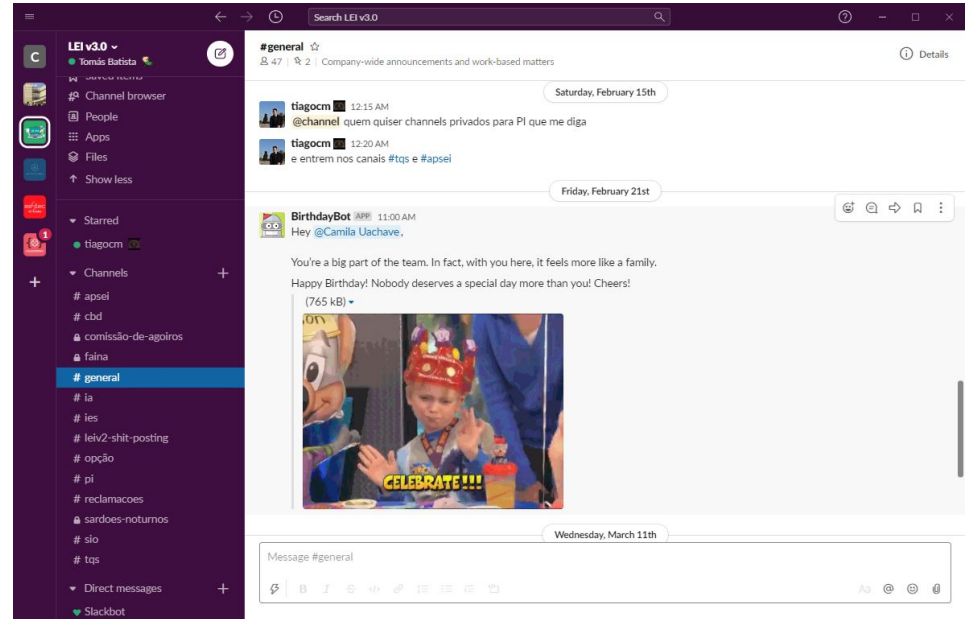 Search LEI v3.0
C
LEI v3.0
Tomás Batista
Saved items
Channel browser
People
Apps
Files
Show less
Starred
tiagocm
Channels
# apsei
# cbd
comissão-de-agoiros
faina
# general
# ia
# ies
# leiv2-shit-posting
# opção
# pi
# reclamacoes
sardoes-noturnos
# sio
# tqs
Direct messages
Slackbot
1
#general
47 | 2 | Company-wide announcements and work-based matters
Details
Saturday, February 15th
tiagocm 12:15 AM
@channel quem quiser channels privados para PI que me diga
tiagocm 12:20 AM
e entrem nos canais #tqs e #apsei
Friday, February 21st
BirthdayBot APP 11:00 AM
Hey @Camila Uachave,
You're a big part of the team. In fact, with you here, it feels more like a family.
Happy Birthday! Nobody deserves a special day more than you! Cheers!
(765 kB)
CELEBRATE!!!
Wednesday, March 11th
Message #general
B I S </>
Aa @